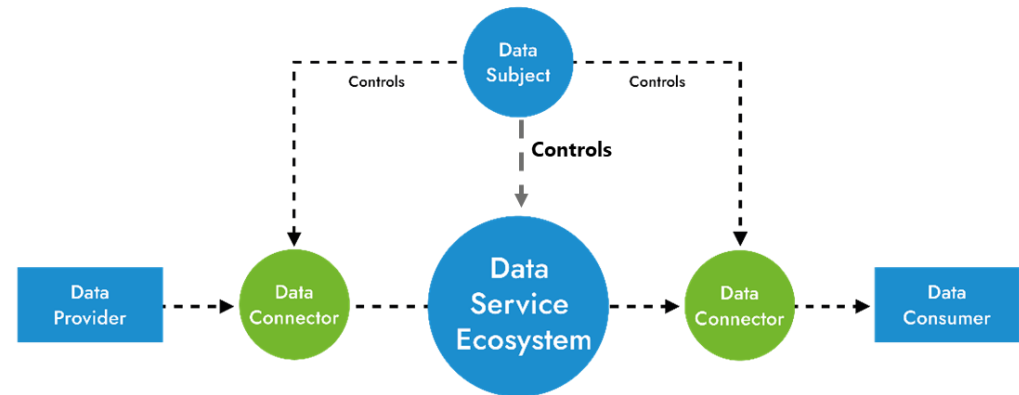 Data
Subject
Controls
Controls
Controls
Data
Provider
Data
Connector
Data
Service
Ecosystem
Data
Connector
Data
Consumer